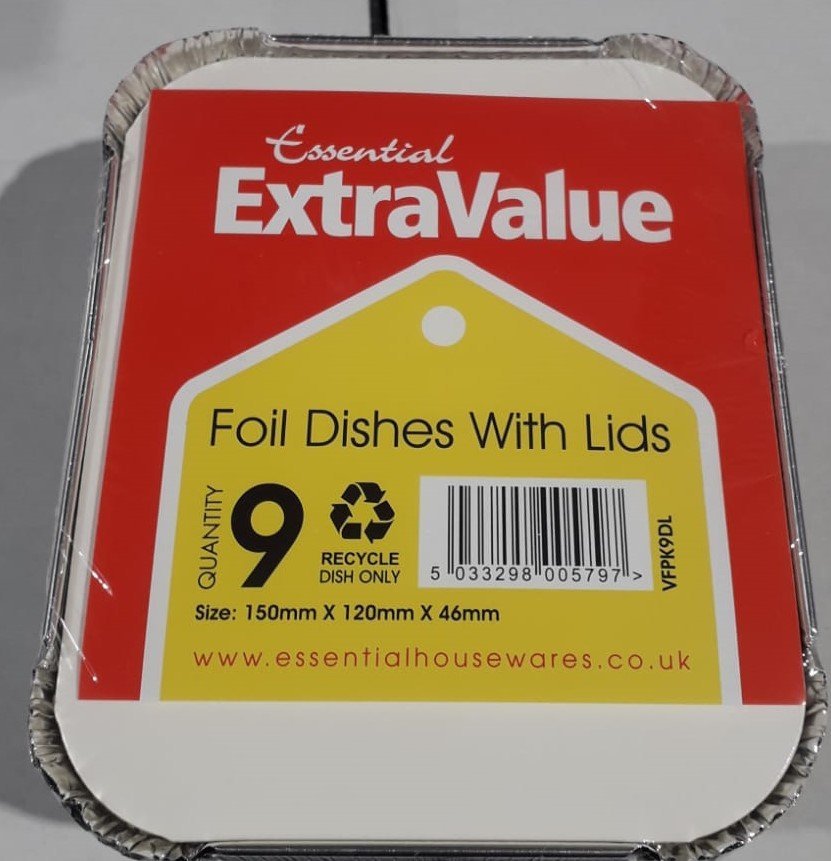 Essential
ExtraValue
Foil Dishes With Lids
QUANTITY
9
RECYCLE
DISH ONLY
5 033298 005797 >
VFPK9DL
Size: 150mm X 120mm X 46mm
www.essentialhousewares.co.uk